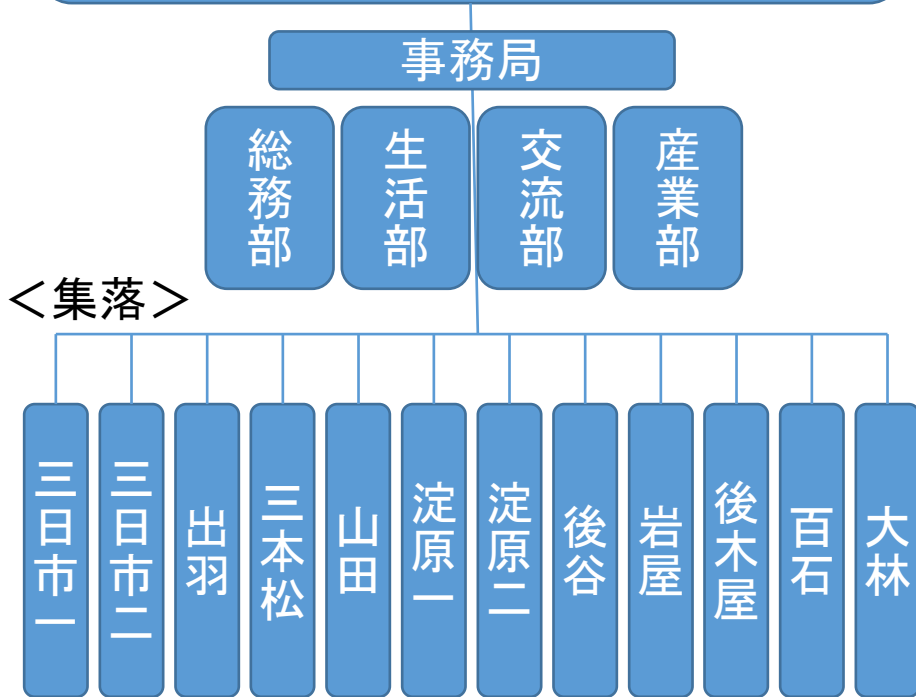 事務局
総務部
生活部
交流部
産業部
＜集落＞
三日市一
三日市二
出羽
三本松
山田
淀原一
淀原二
後谷
岩屋
後木屋
百石
大林